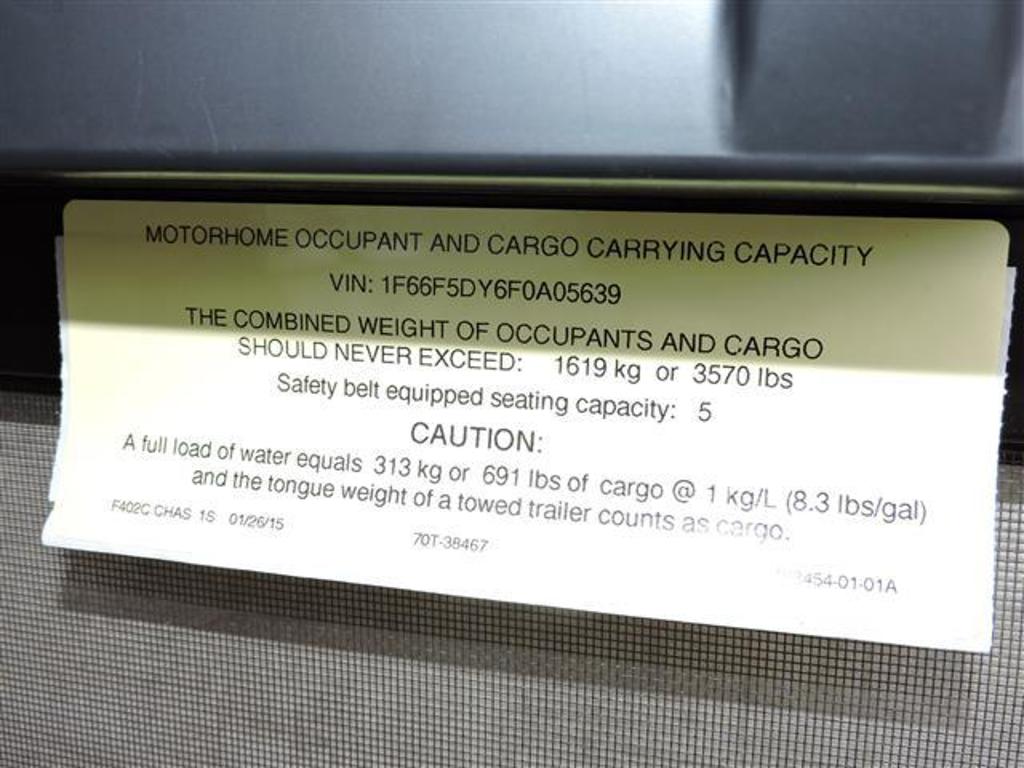 MOTORHOME OCCUPANT AND CARGO CARRYING CAPACITY
VIN: 1F66F5DY6F0A05639
THE COMBINED WEIGHT OF OCCUPANTS AND CARGO
SHOULD NEVER EXCEED: 1619 kg or 3570 lbs
Safety belt equipped seating capacity: 5
CAUTION:
A full load of water equals 313 kg or 691 lbs of cargo @ 1 kg/L (8.3 lbs/gal)
and the tongue weight of a towed trailer counts as cargo.
F402C CHAS 1S 01/26/15
70T-38467